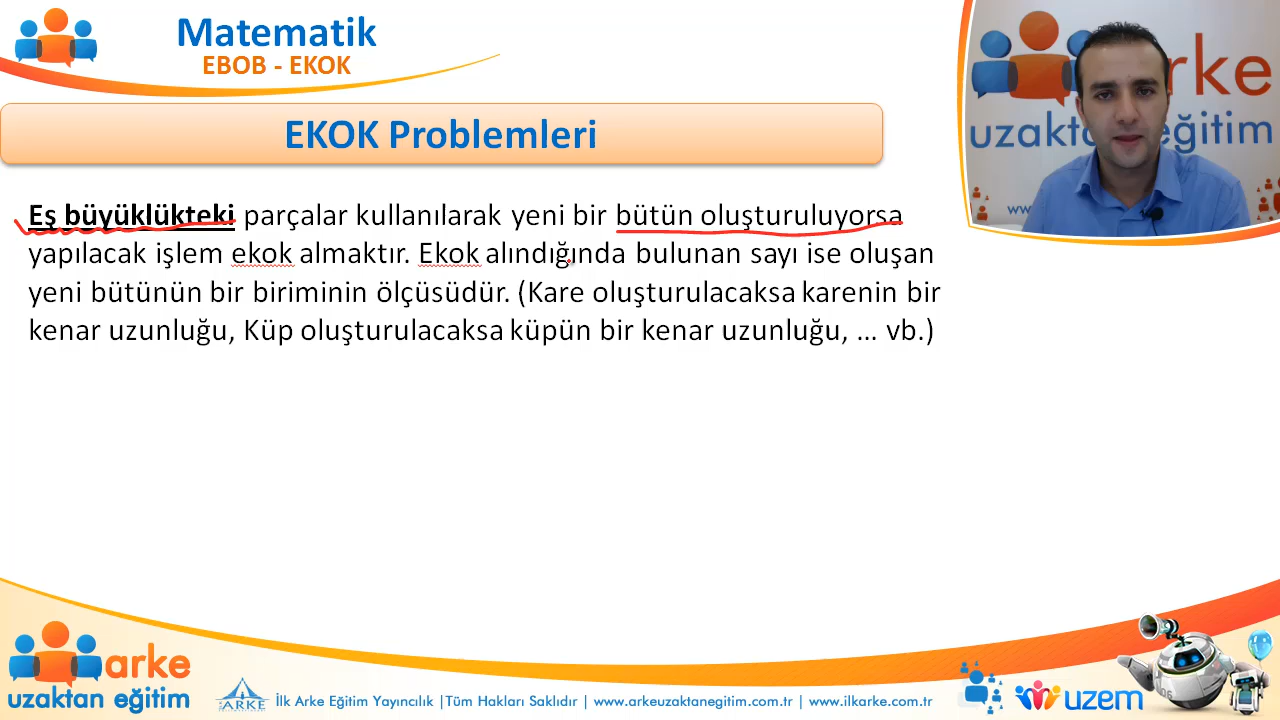 Matematik
EBOB - EKOK
EKOK Problemleri
Eş büyüklükteki parçalar kullanılarak yeni bir bütün oluşturuluyorsa
yapılacak işlem ekok almaktır. Ekok alındığında bulunan sayı ise oluşan
yeni bütünün bir biriminin ölçüsüdür. (Kare oluşturulacaksa karenin bir
kenar uzunluğu, Küp oluşturulacaksa küpün bir kenar uzunluğu, ... vb.)
arke
uzaktan eğitim
www
arke
uzaktan eğitim
ARKE
İlk Arke Eğitim Yayıncılık |Tüm Hakları Saklıdır | www.arkeuzaktanegitim.com.tr | www.ilkarke.com.tr
uzem